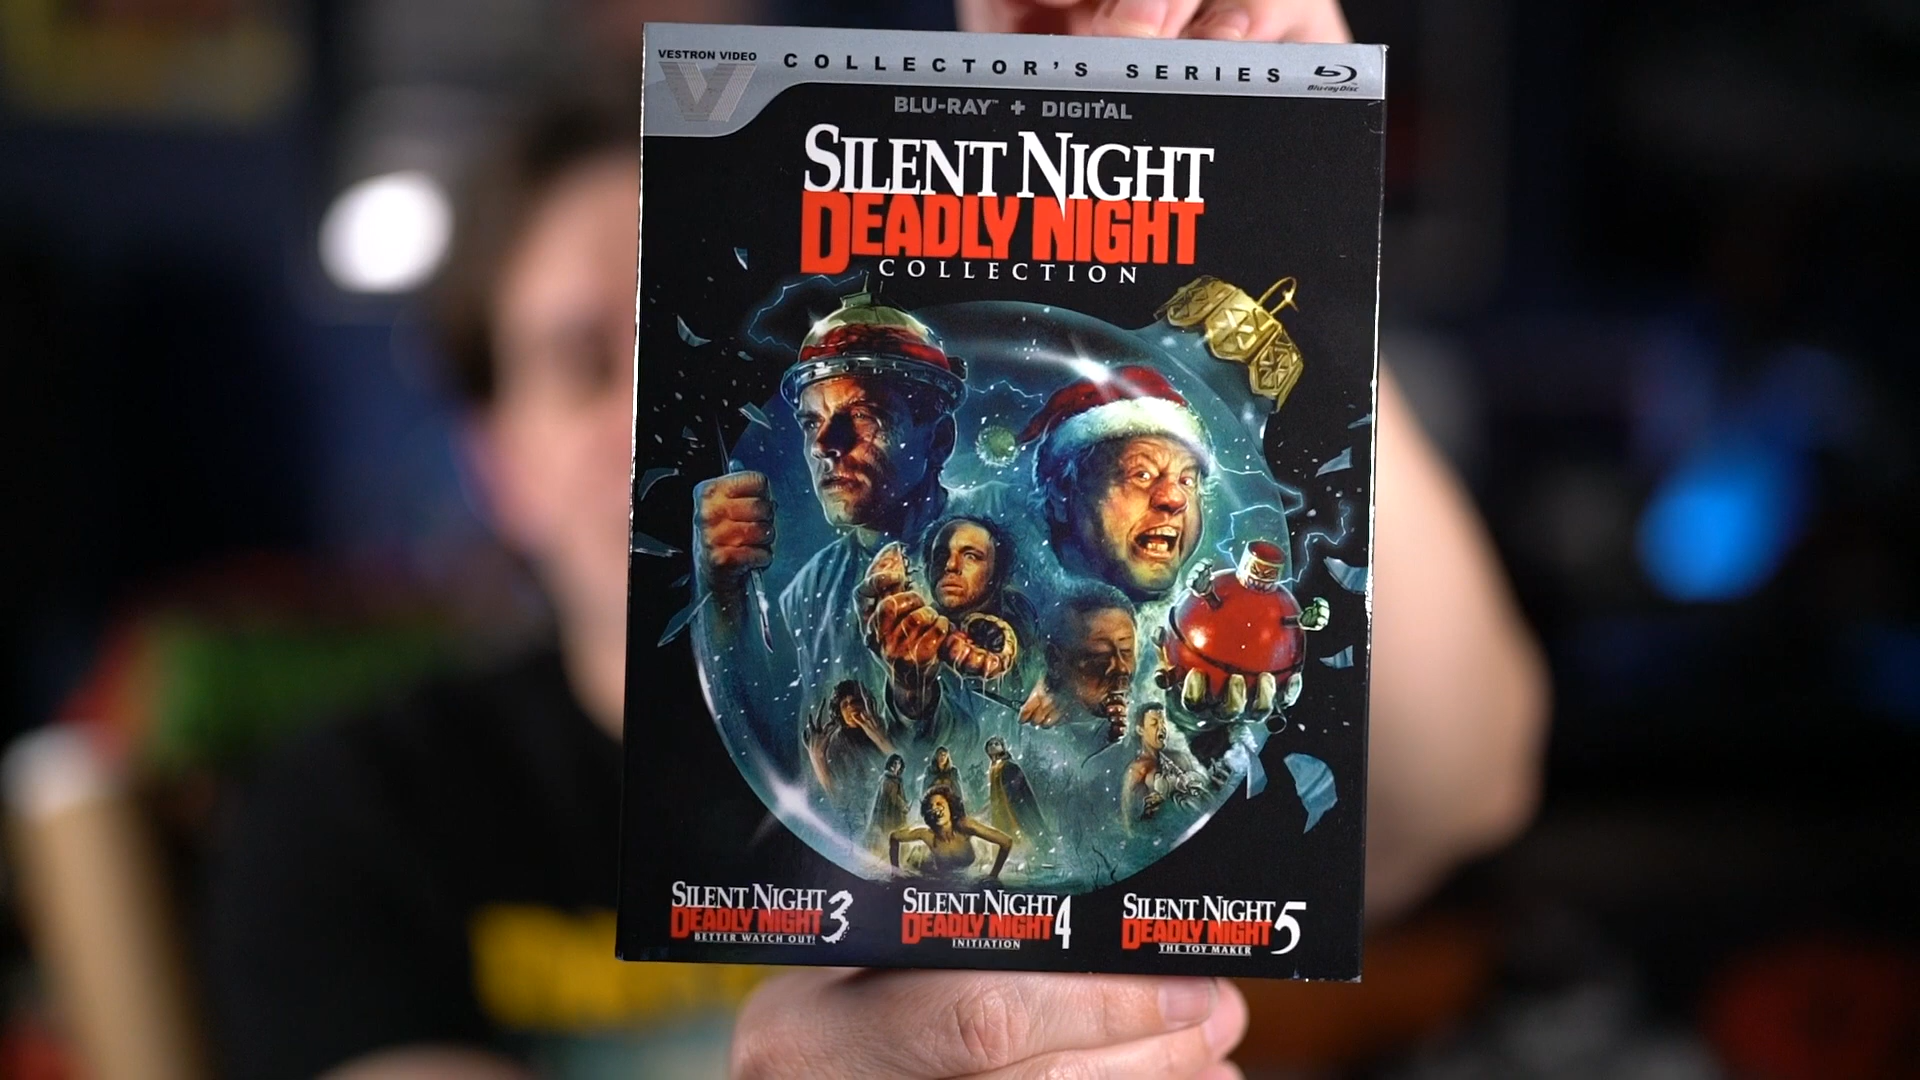 VESTRON VIDEO
COLLECTOR'S SERIES
Blu-ray Disc
BLU-RAY™ + DIGITAL
SILENT NIGHT
DEADLY NIGHT
COLLECTION
SILENT NIGHT
DEADLY NIGHT 3
BETTER WATCH OUT!
SILENT NIGHT
DEADLY NIGHT 4
INITIATION
SILENT NIGHT
DEADLY NIGHT 5
THE TOY MAKER